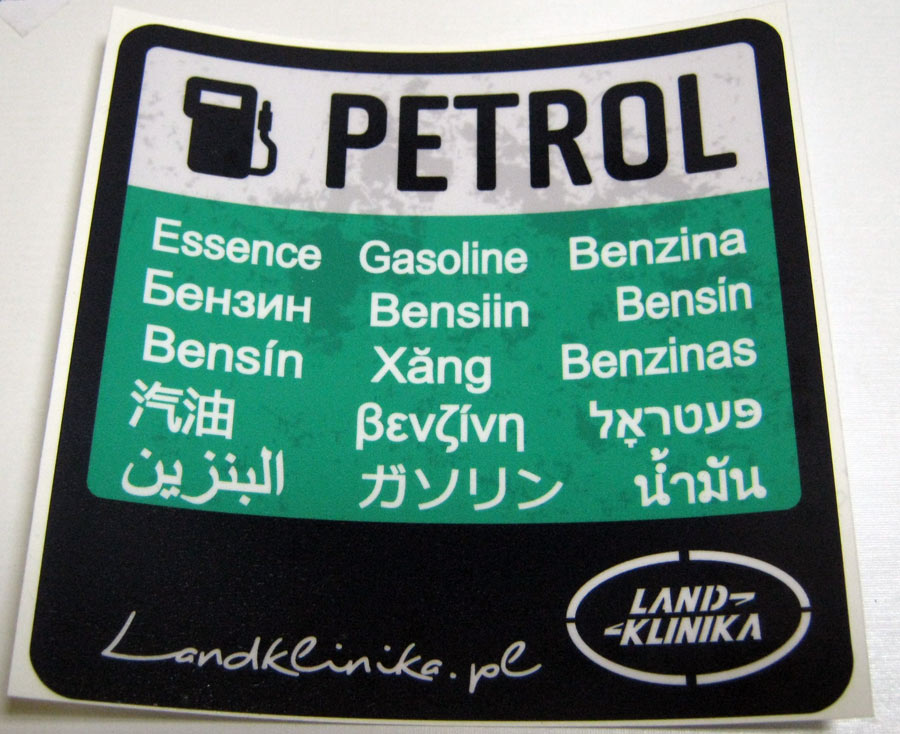 PETROL
Essence Gasoline Benzina
Бензин Bensiin Bensín
Bensín Xăng Benzinas
汽油 βενζίνη פּעטראָל
البنزين ガソリン น้ำมัน
LAND
KLINIKA
Landklinika.pl